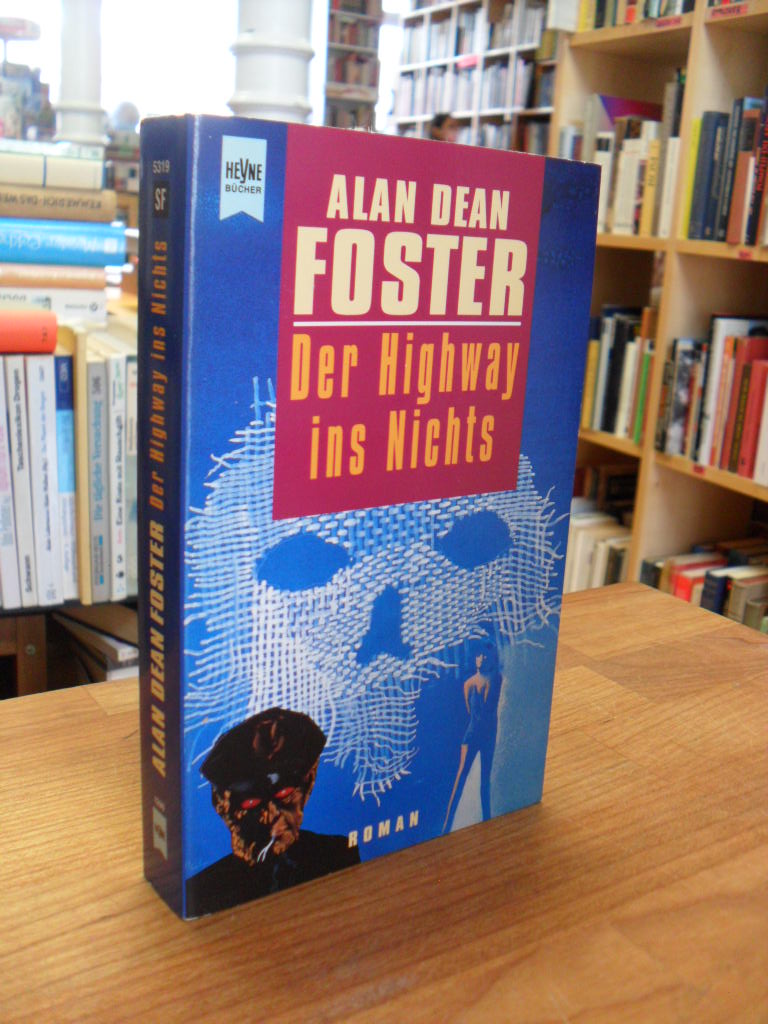 HEYNE
BÜCHER
ALAN DEAN
FOSTER
Der Highway
ins Nichts
ROMAN
5319
SF
ALAN DEAN FOSTER Der Highway ins Nichts